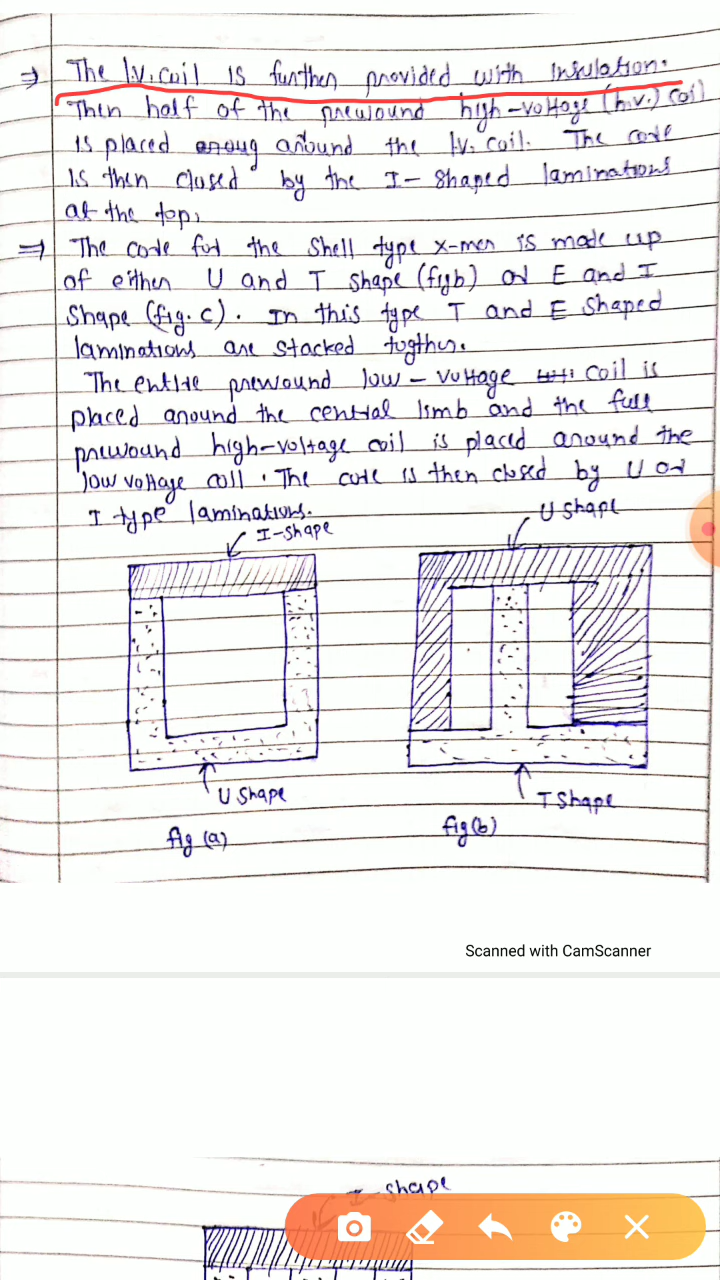 ⇒ The l.v. coil is further provided with insulation.
Then half of the prewound high-voltage (h.v.) coil
is placed around the l.v. coil. The core
is then closed by the I- shaped laminations
at the top.
⇒ The core for the Shell type x-mer is made up
of either U and T shape (fig b) or E and I
Shape (fig. c). In this type T and E shaped
laminations are stacked togther.
The entire prewound low - voltage coil is
placed around the central limb and the full
prewound high-voltage coil is placed around the
low voltage coil. The core is then closed by U or
I type laminations.
I-shape
U shape
U shape
T shape
fig (a)
fig (b)
Scanned with CamScanner
I-shape